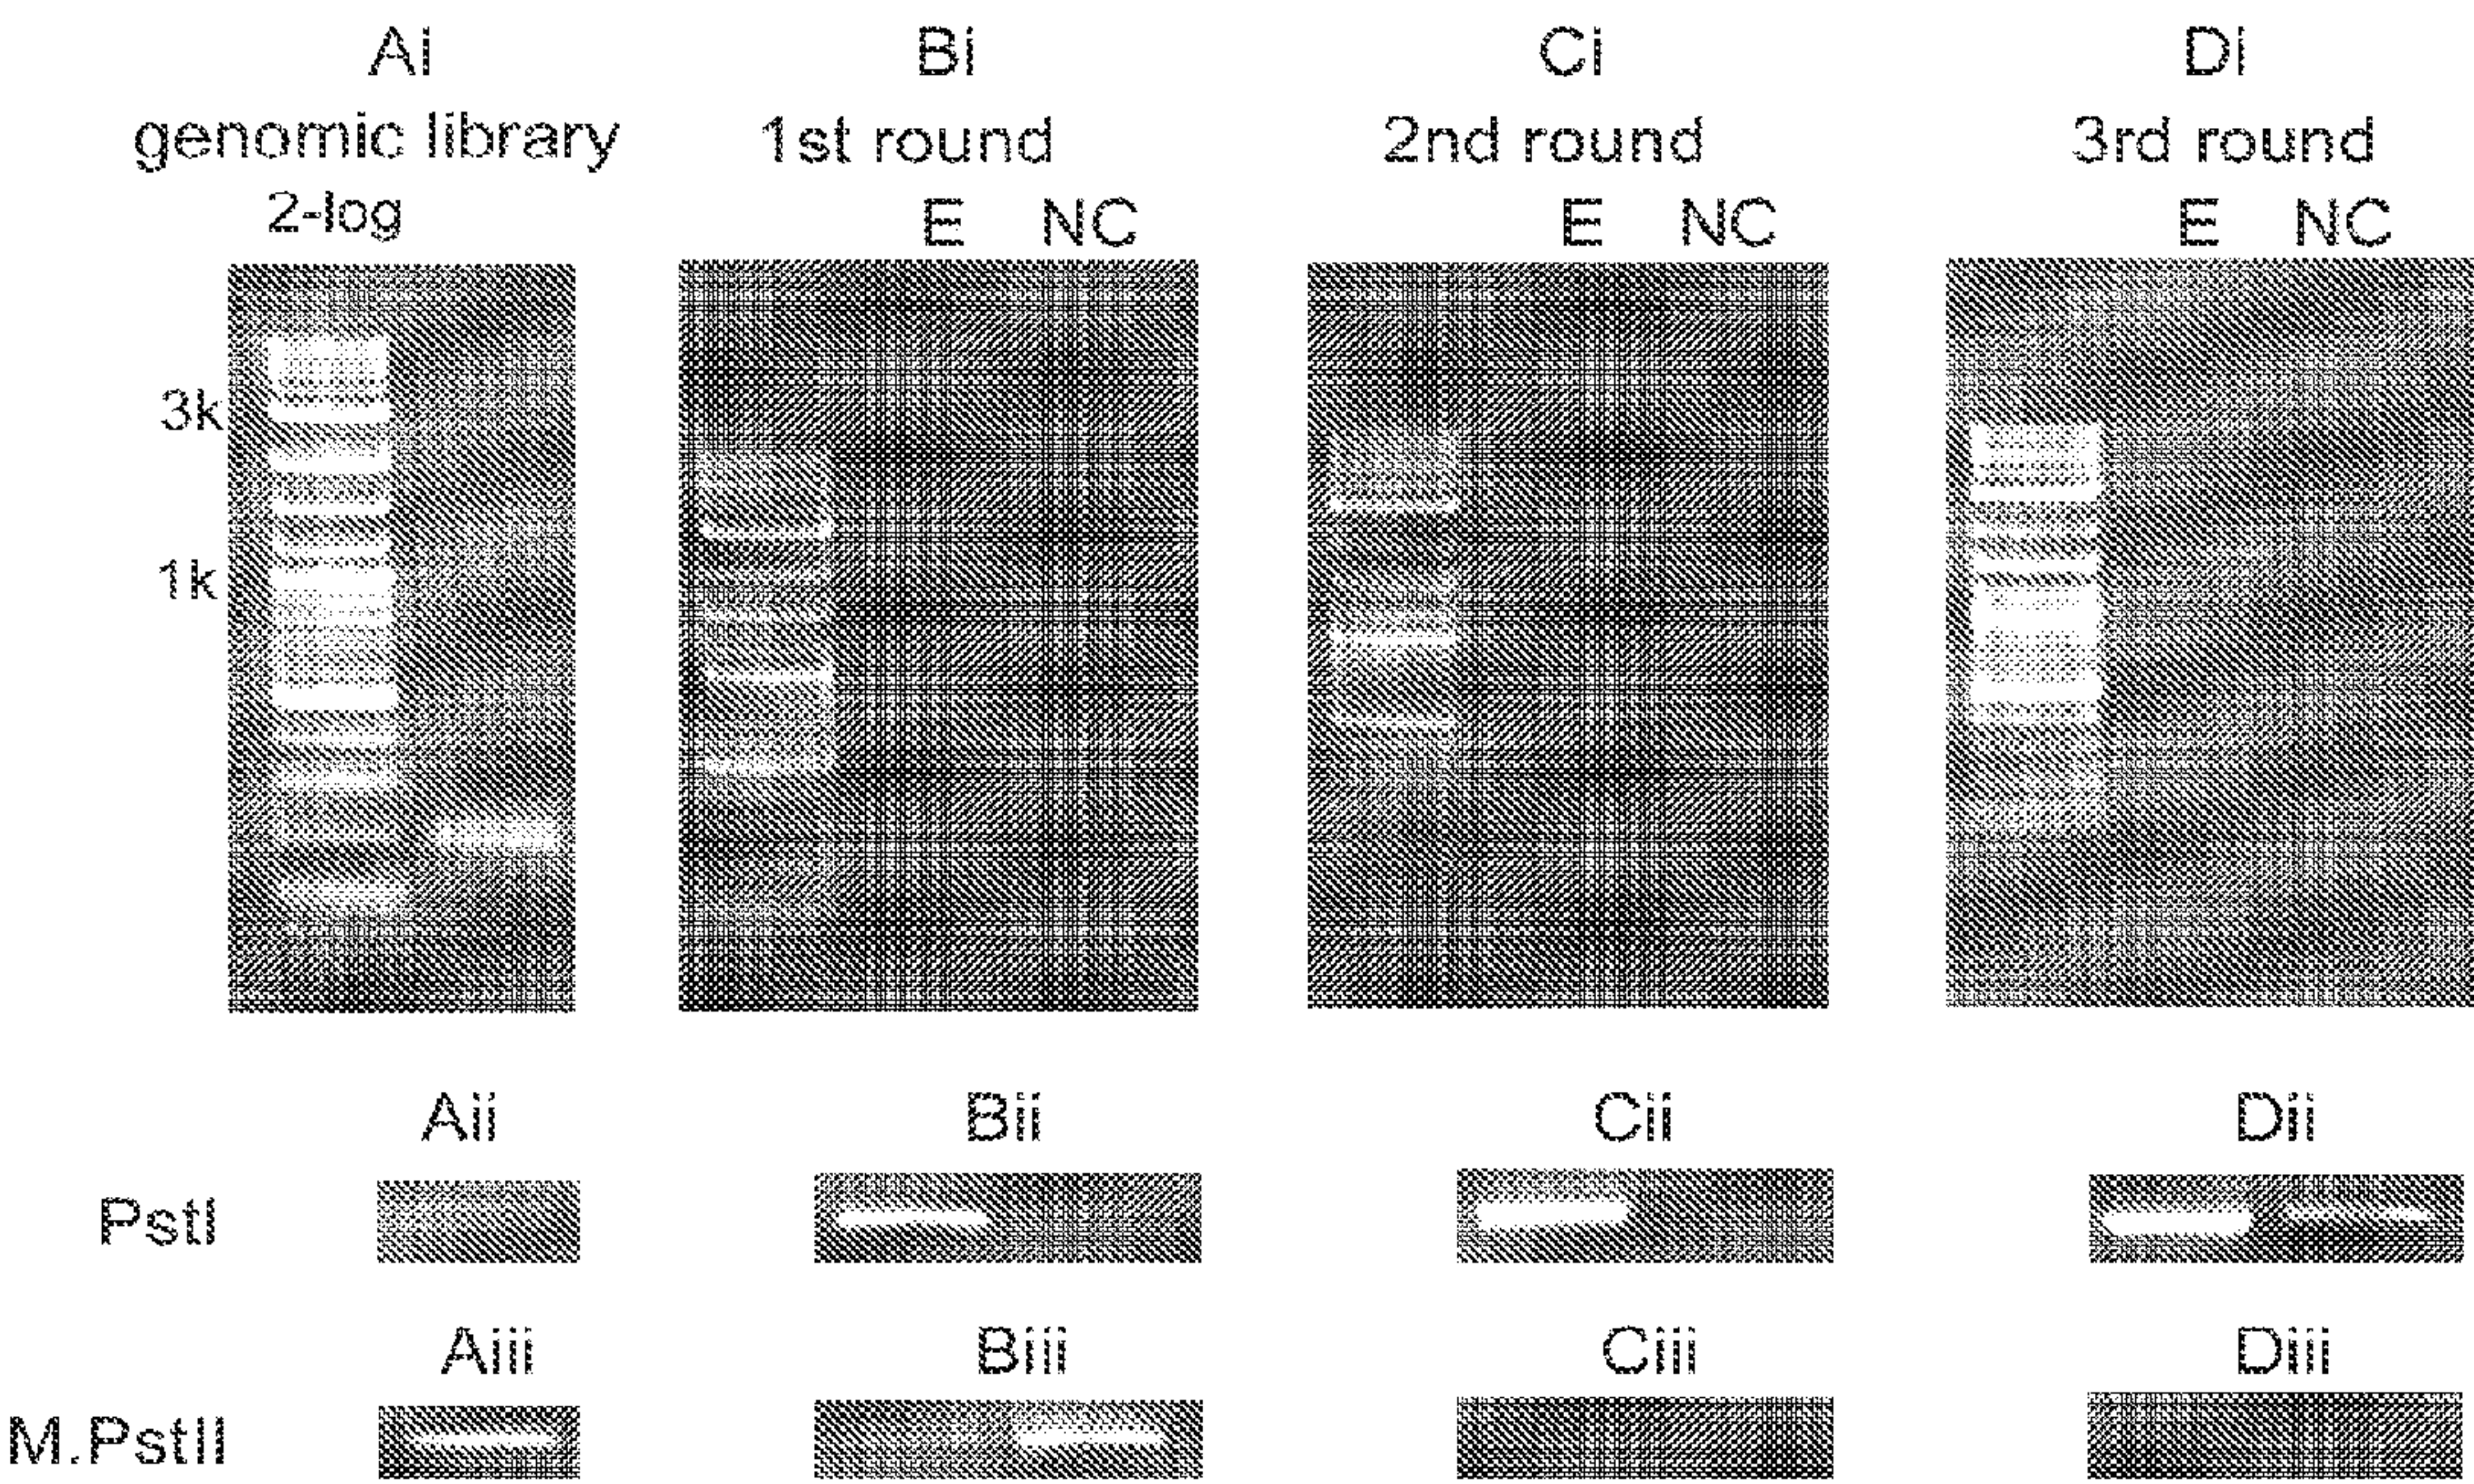 Ai Bi Ci Di
genomic library 1st round 2nd round 3rd round
2-log E NC E NC E NC
3k
1k
Aii Bii Cii Dii
PstI
Aiii Biii Ciii Diii
M.PstII